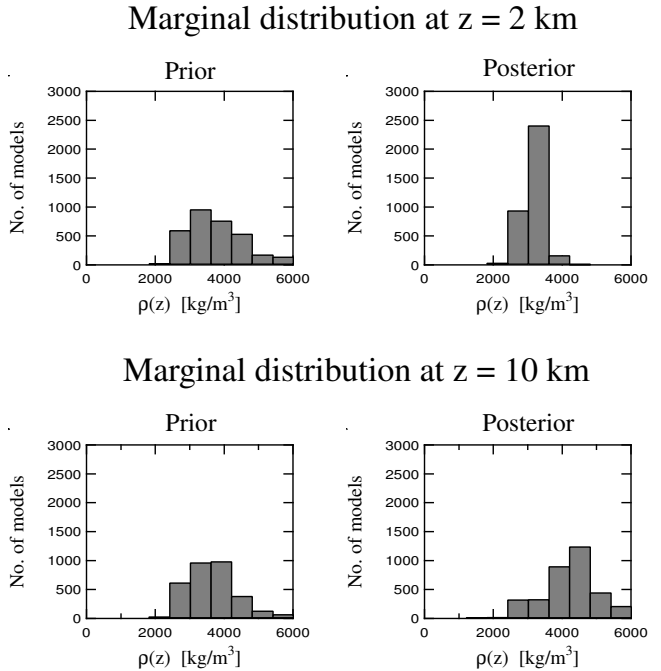 Marginal distribution at z = 2 km
Prior
Posterior
3000
2500
2000
1500
1000
500
0
No. of models
0 2000 4000 6000
ρ(z) [kg/m³]
3000
2500
2000
1500
1000
500
0
No. of models
0 2000 4000 6000
ρ(z) [kg/m³]
Marginal distribution at z = 10 km
Prior
Posterior
3000
2500
2000
1500
1000
500
0
No. of models
0 2000 4000 6000
ρ(z) [kg/m³]
3000
2500
2000
1500
1000
500
0
No. of models
0 2000 4000 6000
ρ(z) [kg/m³]